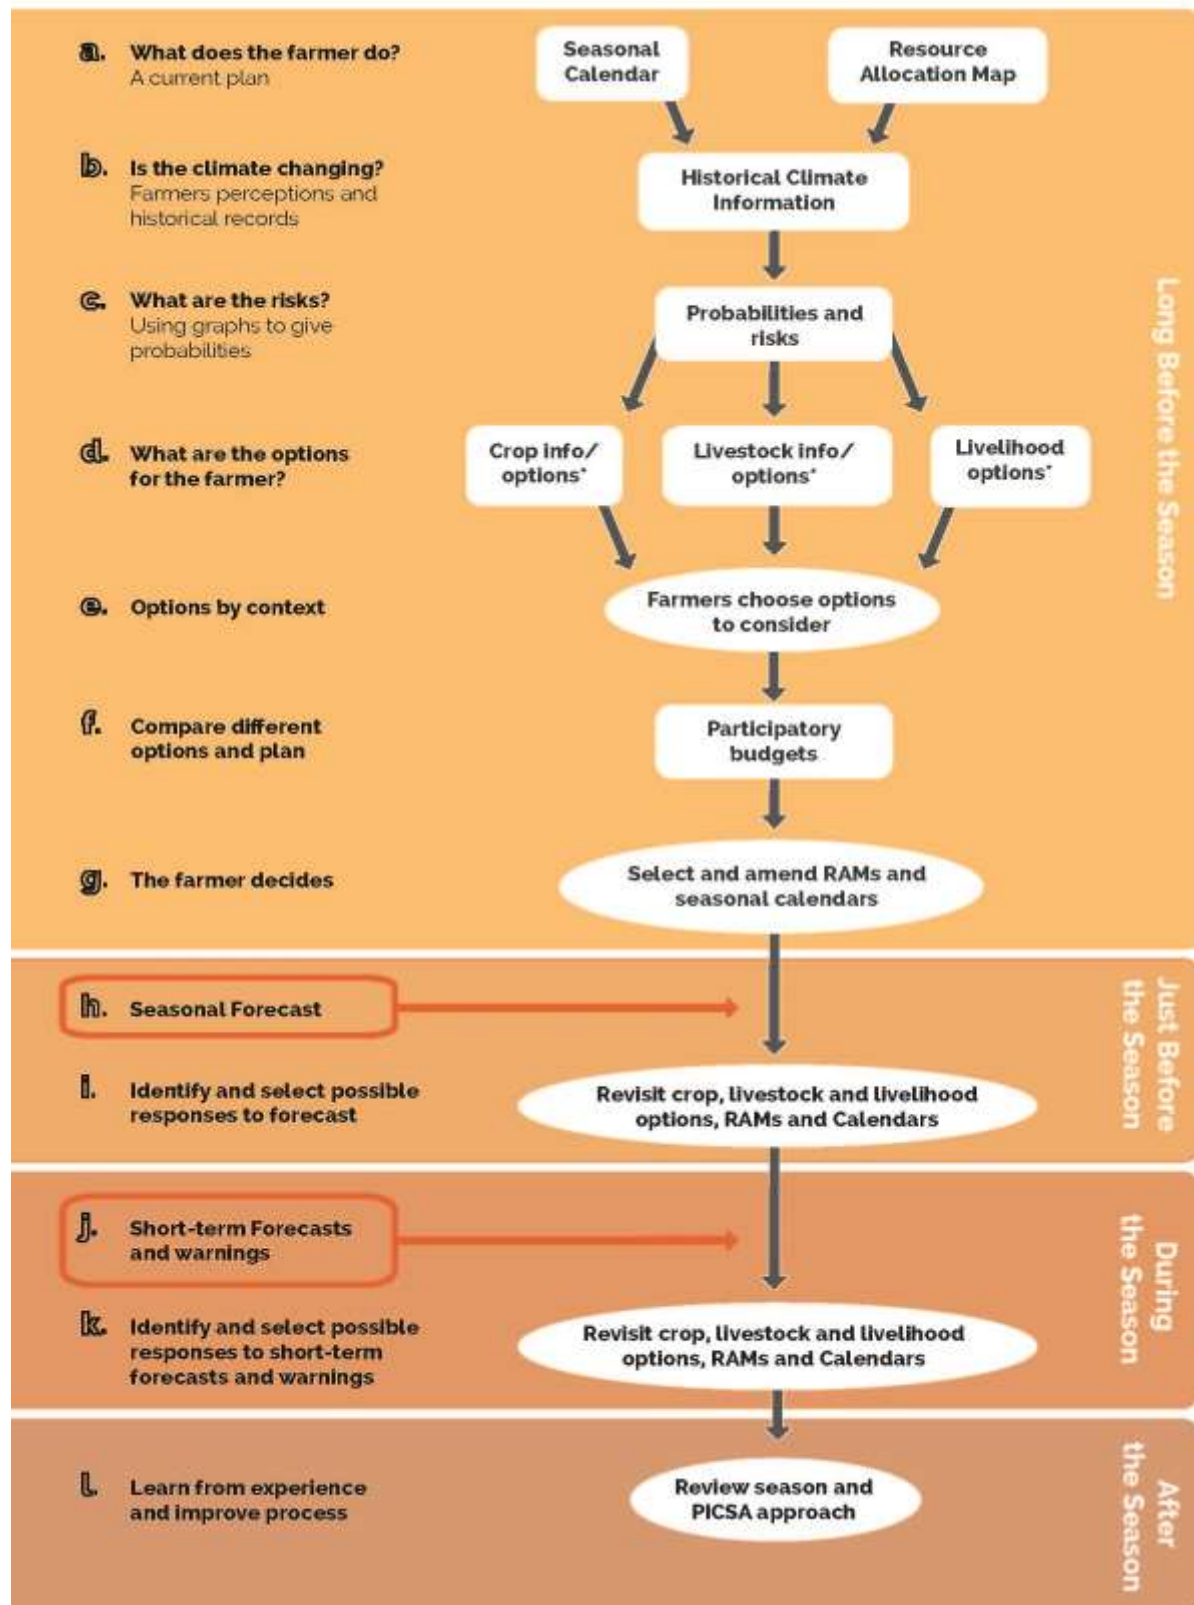 a. What does the farmer do?
A current plan
Seasonal
Calendar
Resource
Allocation Map
b. Is the climate changing?
Farmers perceptions and
historical records
Historical Climate
Information
c. What are the risks?
Using graphs to give
probabilities
Probabilities and
risks
d. What are the options
for the farmer?
Crop info/
options*
Livestock info/
options*
Livelihood
options*
e. Options by context
Farmers choose options
to consider
f. Compare different
options and plan
Participatory
budgets
g. The farmer decides
Select and amend RAMs and
seasonal calendars
Long Before the Season
h. Seasonal Forecast
i. Identify and select possible
responses to forecast
Revisit crop, livestock and livelihood
options, RAMs and Calendars
Just Before
the Season
j. Short-term Forecasts
and warnings
k. Identify and select possible
responses to short-term
forecasts and warnings
Revisit crop, livestock and livelihood
options, RAMs and Calendars
During
the Season
l. Learn from experience
and improve process
Review season and
PICSA approach
After
the Season